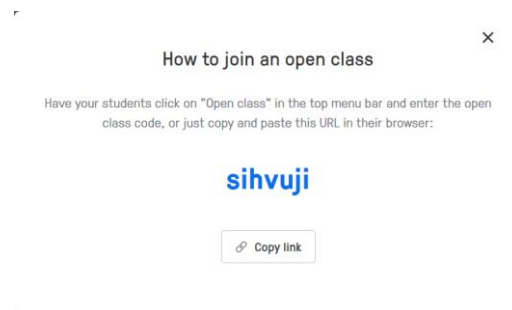 How to join an open class
Have your students click on "Open class" in the top menu bar and enter the open
class code, or just copy and paste this URL in their browser:
sihvuji
Copy link